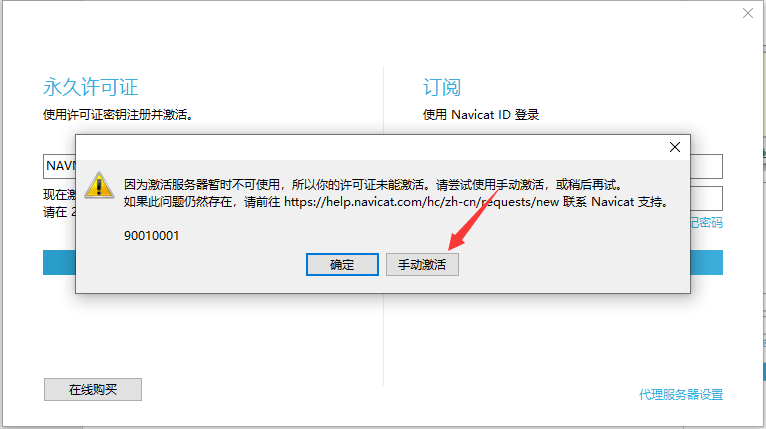 永久许可证
订阅
使用许可证密钥注册并激活。
使用 Navicat ID 登录
现在激
请在 2
记密码
因为激活服务器暂时不可使用，所以你的许可证未能激活。请尝试使用手动激活，或稍后再试。
如果此问题仍然存在，请前往 https://help.navicat.com/hc/zh-cn/requests/new 联系 Navicat 支持。
90010001
确定
手动激活
在线购买
代理服务器设置